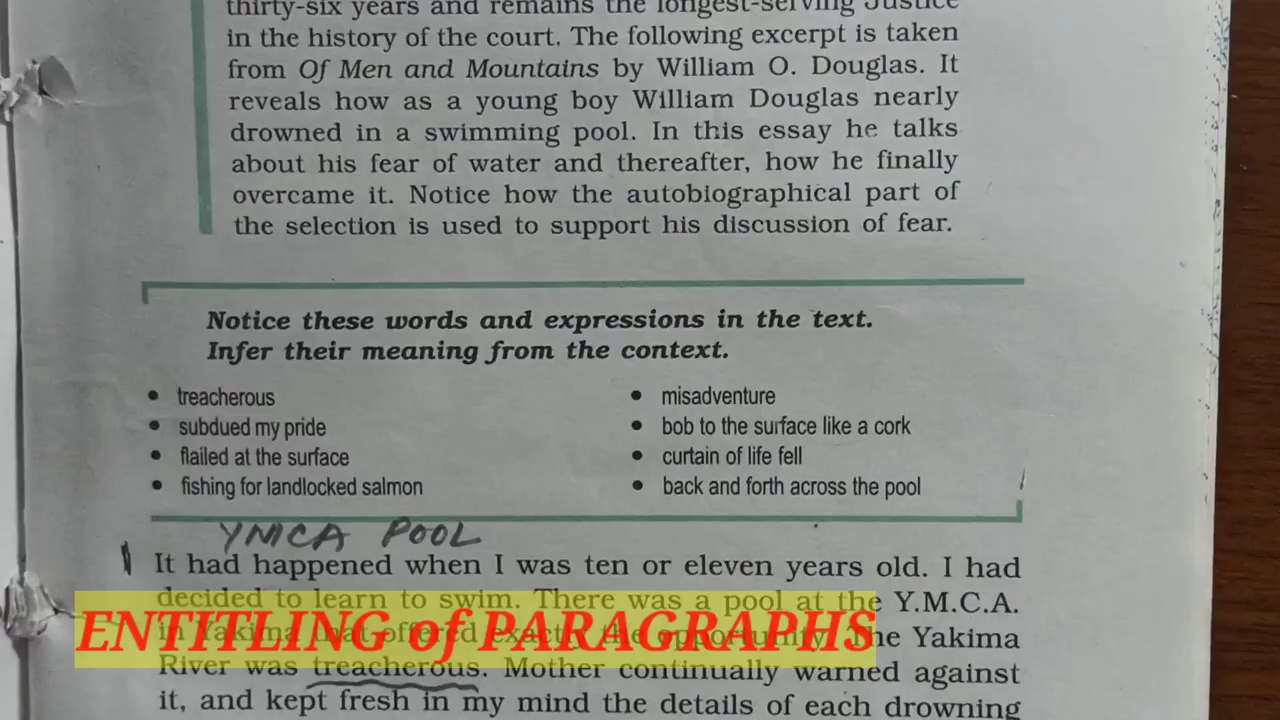 thirty-six years and remains the longest-serving Justice
in the history of the court. The following excerpt is taken
from Of Men and Mountains by William O. Douglas. It
reveals how as a young boy William Douglas nearly
drowned in a swimming pool. In this essay he talks
about his fear of water and thereafter, how he finally
overcame it. Notice how the autobiographical part of
the selection is used to support his discussion of fear.
Notice these words and expressions in the text.
Infer their meaning from the context.
• treacherous
• subdued my pride
• flailed at the surface
• fishing for landlocked salmon
• misadventure
• bob to the surface like a cork
• curtain of life fell
• back and forth across the pool
YMCA POOL
1 It had happened when I was ten or eleven years old. I had
decided to learn to swim. There was a pool at the Y.M.C.A.
in Yakima that offered exactly the opportunity. The Yakima
ENTITLING of PARAGRAPHS
River was treacherous. Mother continually warned against
it, and kept fresh in my mind the details of each drowning